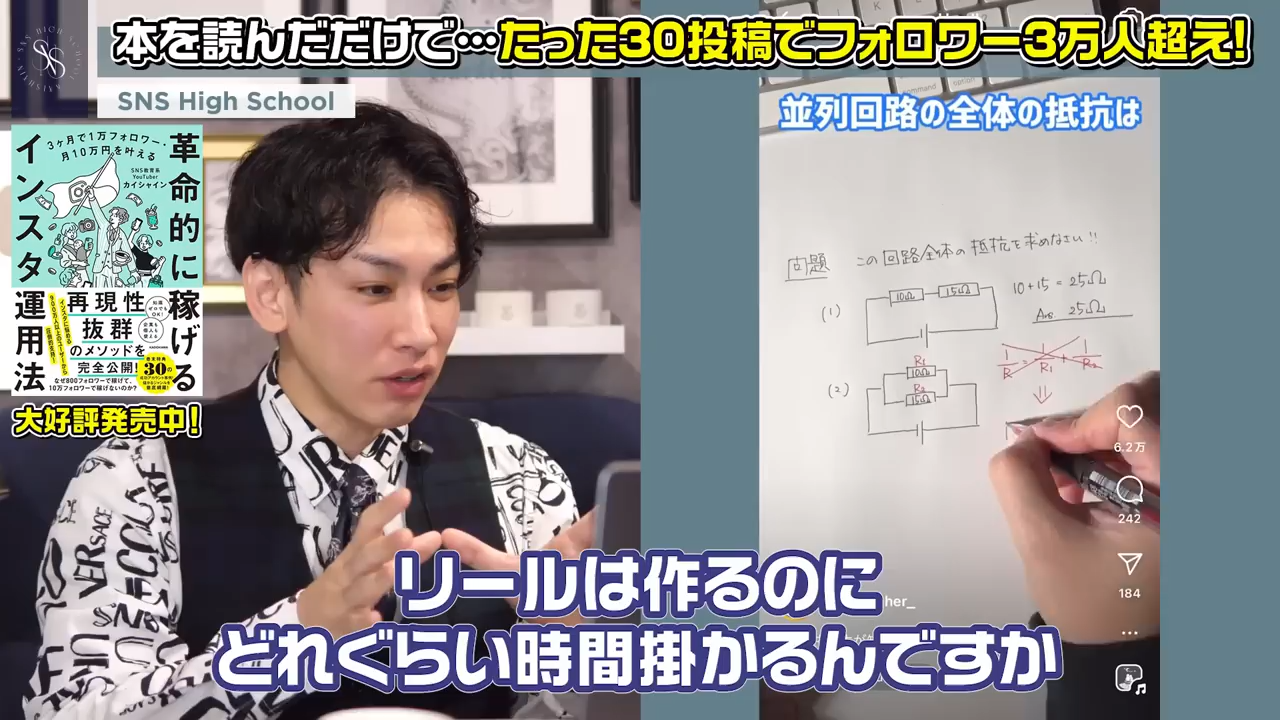 本を読んだだけで…たった30投稿でフォロワー3万人超え!
SNS High School
3ヶ月で1万フォロワー・
月10万円を叶える
SNS教育系
YouTuber
カイシャイン
革命的に稼げる
インスタ運用法
再現性
抜群
のメソッドを
完全公開!
なぜ800フォロワーで稼げて、
10万フォロワーで稼げないのか?
大好評発売中!
command
option
並列回路の全体の抵抗は
問題 この回路全体の抵抗を求めなさい!!
(1) 10Ω 15Ω
10+15=25Ω
Ans 25Ω
(2) R1 10Ω
R2 15Ω
1/R = 1/R1 + 1/R2
⇓
6.2万
242
184
her_
リールは作るのに
どれぐらい時間掛かるんですか